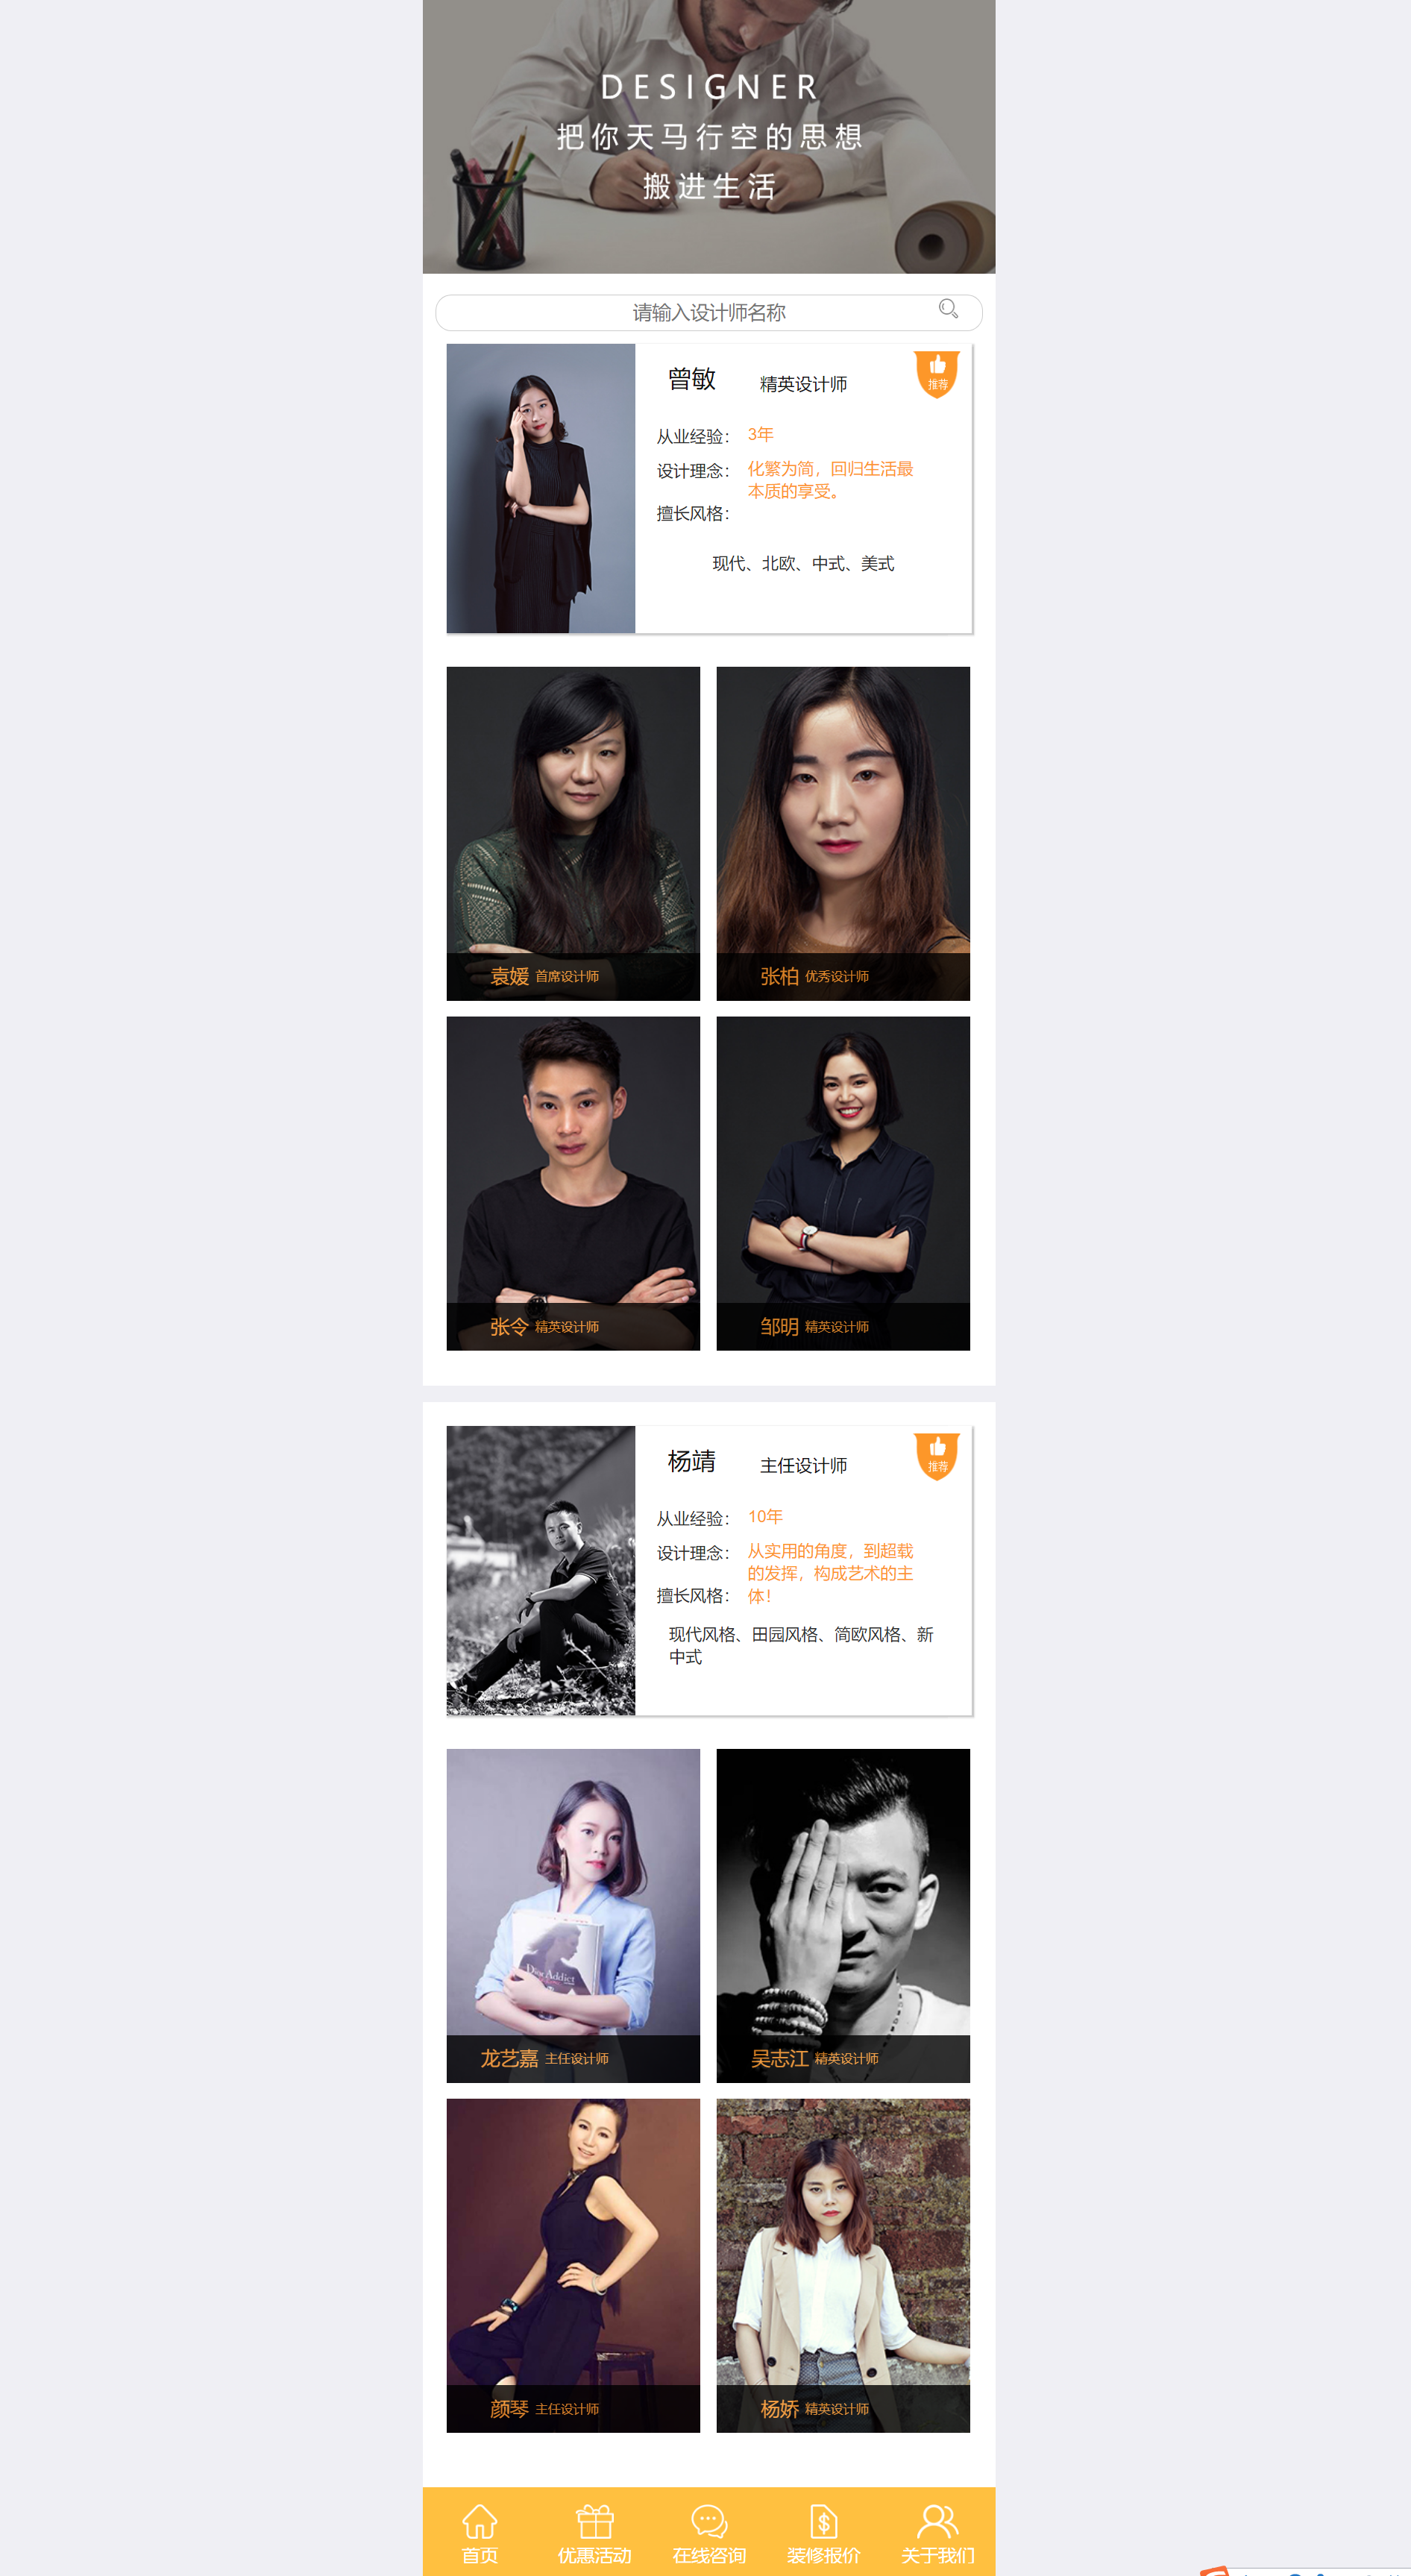 DESIGNER
把你天马行空的思想
搬进生活
请输入设计师名称
曾敏 精英设计师
推荐
从业经验： 3年
设计理念： 化繁为简，回归生活最
本质的享受。
擅长风格：
现代、北欧、中式、美式
袁媛 首席设计师
张柏 优秀设计师
张令 精英设计师
邹明 精英设计师
杨靖 主任设计师
推荐
从业经验： 10年
设计理念： 从实用的角度，到超载
的发挥，构成艺术的主
擅长风格： 体！
现代风格、田园风格、简欧风格、新
中式
龙艺嘉 主任设计师
吴志江 精英设计师
颜琴 主任设计师
杨娇 精英设计师
首页 优惠活动 在线咨询 装修报价 关于我们